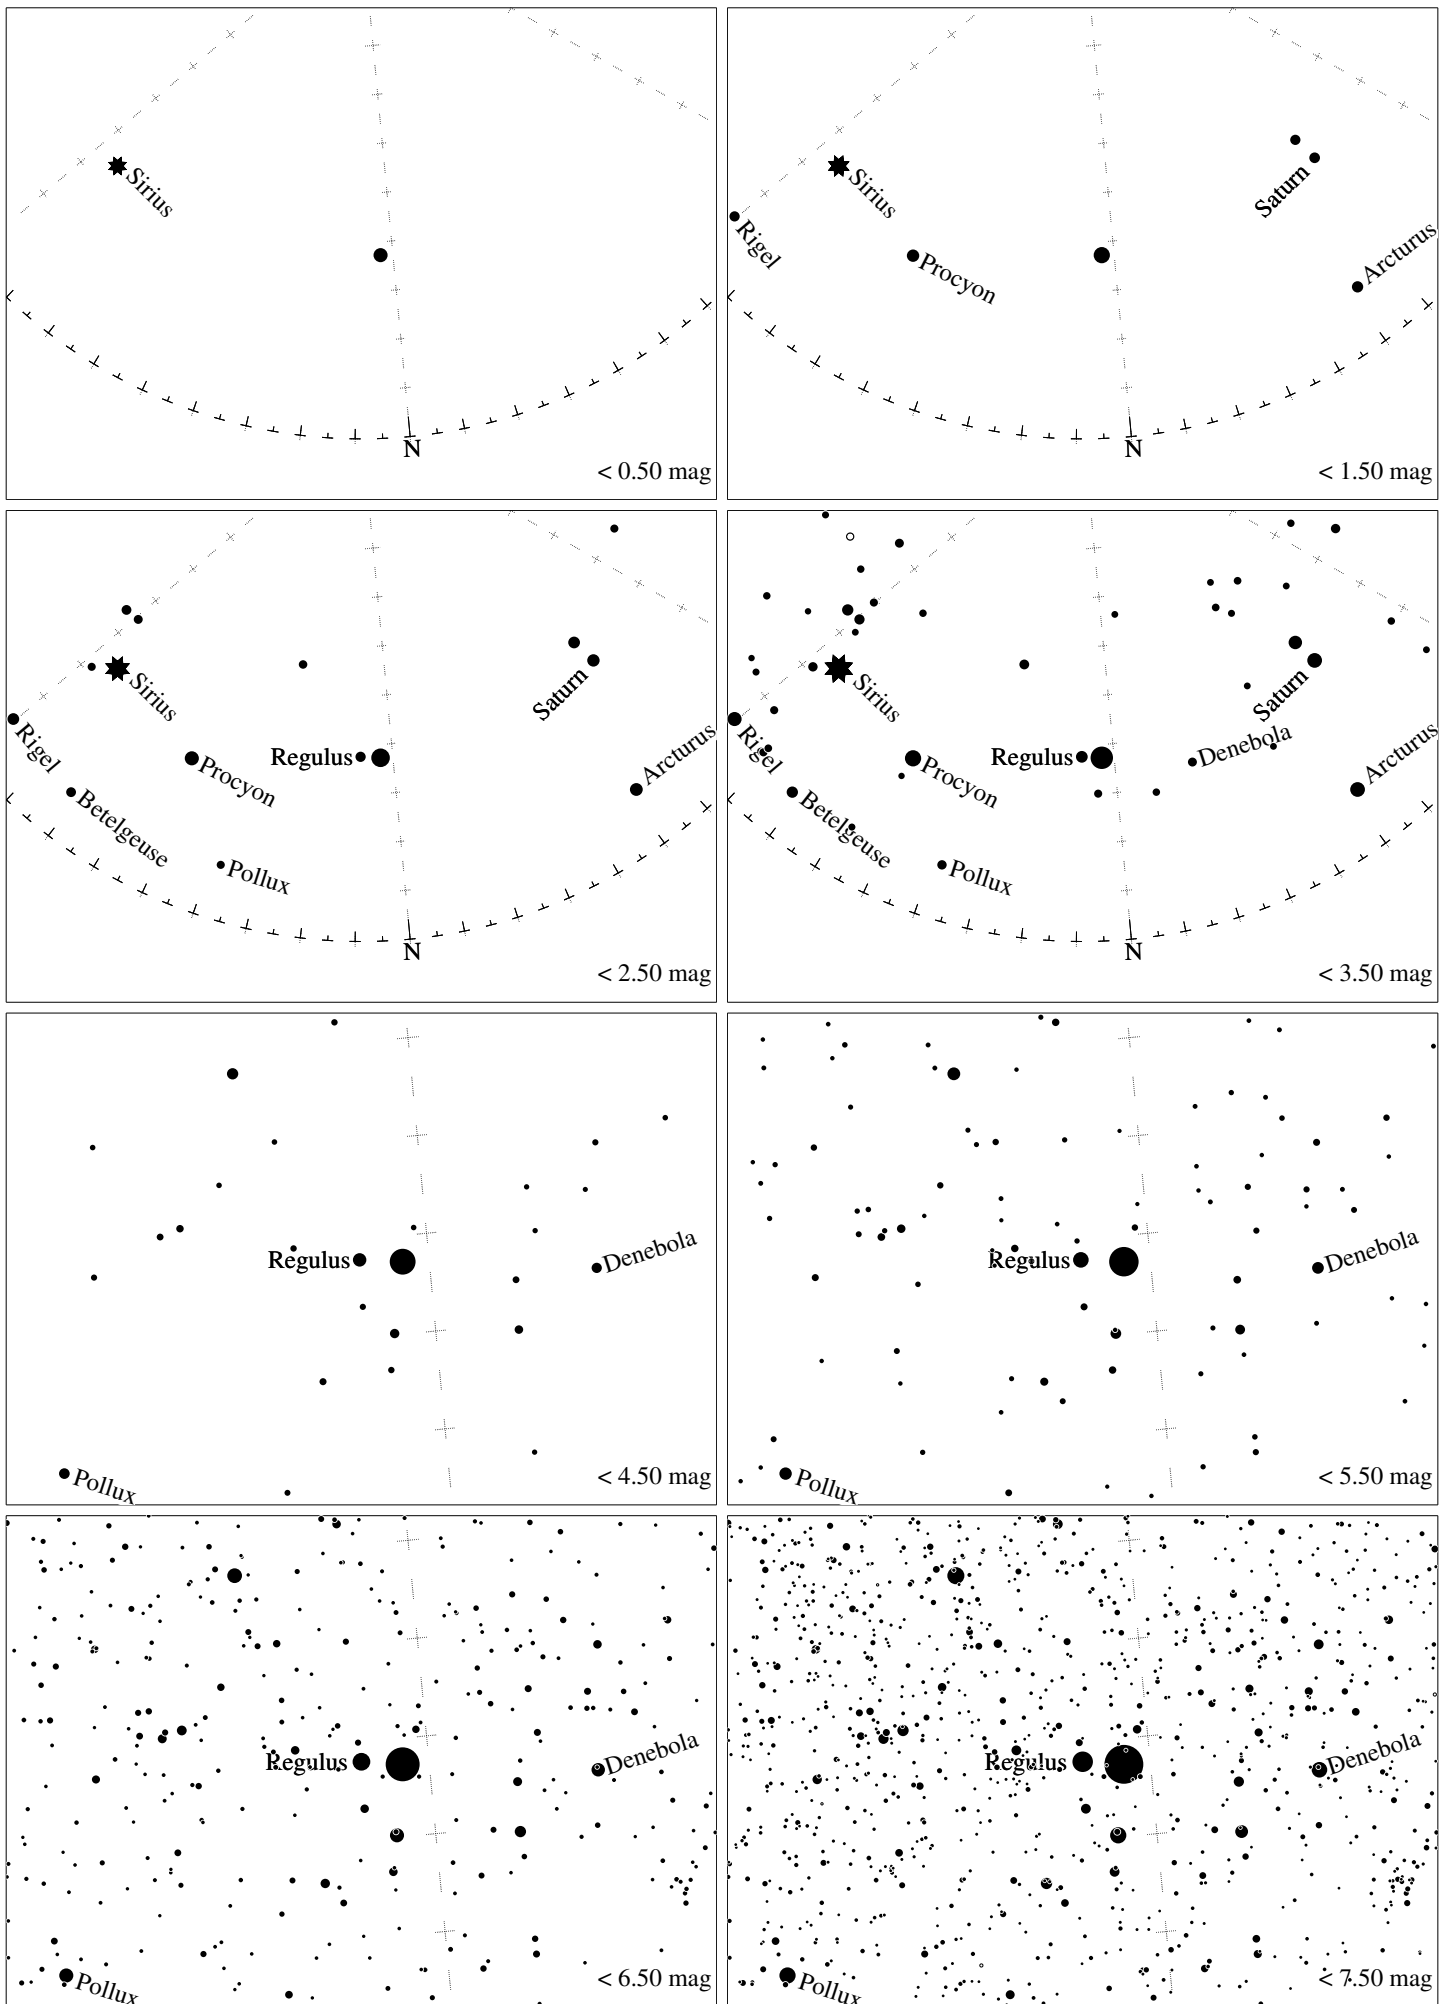 Sirius
N
< 0.50 mag
Sirius
Rigel
Procyon
Saturn
Arcturus
N
< 1.50 mag
Sirius
Saturn
Rigel
Regulus
Procyon
Arcturus
Betelgeuse
Pollux
N
< 2.50 mag
Sirius
Saturn
Rigel
Regulus
Denebola
Procyon
Arcturus
Betelgeuse
Pollux
N
< 3.50 mag
Regulus
Denebola
Pollux
< 4.50 mag
Regulus
Denebola
Pollux
< 5.50 mag
Regulus
Denebola
Pollux
< 6.50 mag
Regulus
Denebola
Pollux
< 7.50 mag